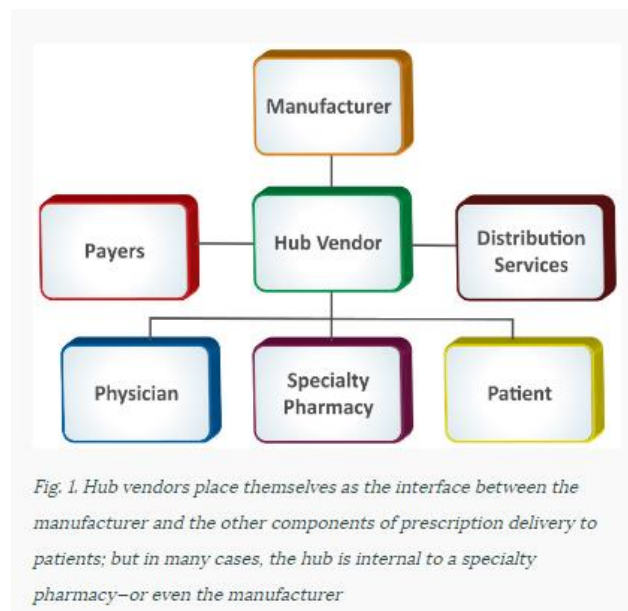 Manufacturer
Payers
Hub Vendor
Distribution
Services
Physician
Specialty
Pharmacy
Patient
Fig. 1. Hub vendors place themselves as the interface between the
manufacturer and the other components of prescription delivery to
patients; but in many cases, the hub is internal to a specialty
pharmacy—or even the manufacturer